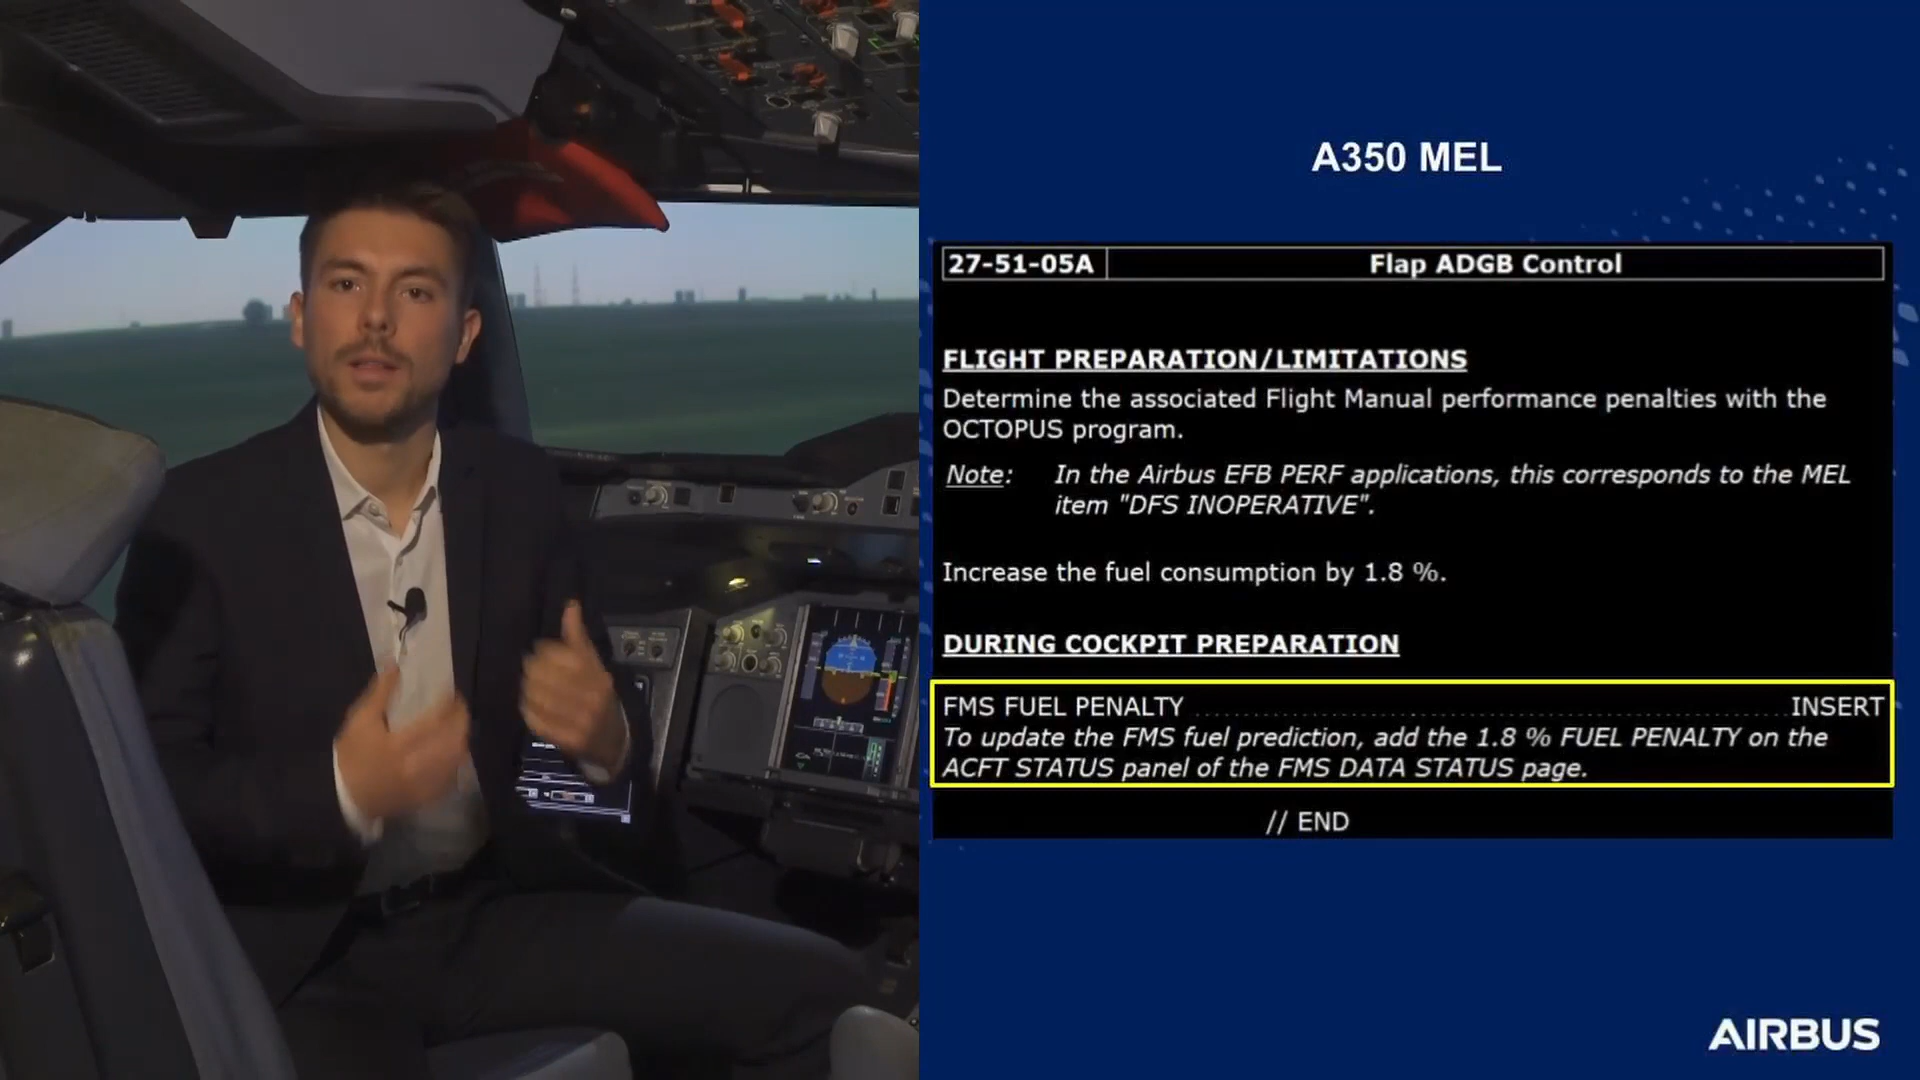 A350 MEL
27-51-05A Flap ADGB Control
FLIGHT PREPARATION/LIMITATIONS
Determine the associated Flight Manual performance penalties with the
OCTOPUS program.
Note: In the Airbus EFB PERF applications, this corresponds to the MEL
item "DFS INOPERATIVE".
Increase the fuel consumption by 1.8 %.
DURING COCKPIT PREPARATION
FMS FUEL PENALTY ........................................................ INSERT
To update the FMS fuel prediction, add the 1.8 % FUEL PENALTY on the
ACFT STATUS panel of the FMS DATA STATUS page.
// END
AIRBUS